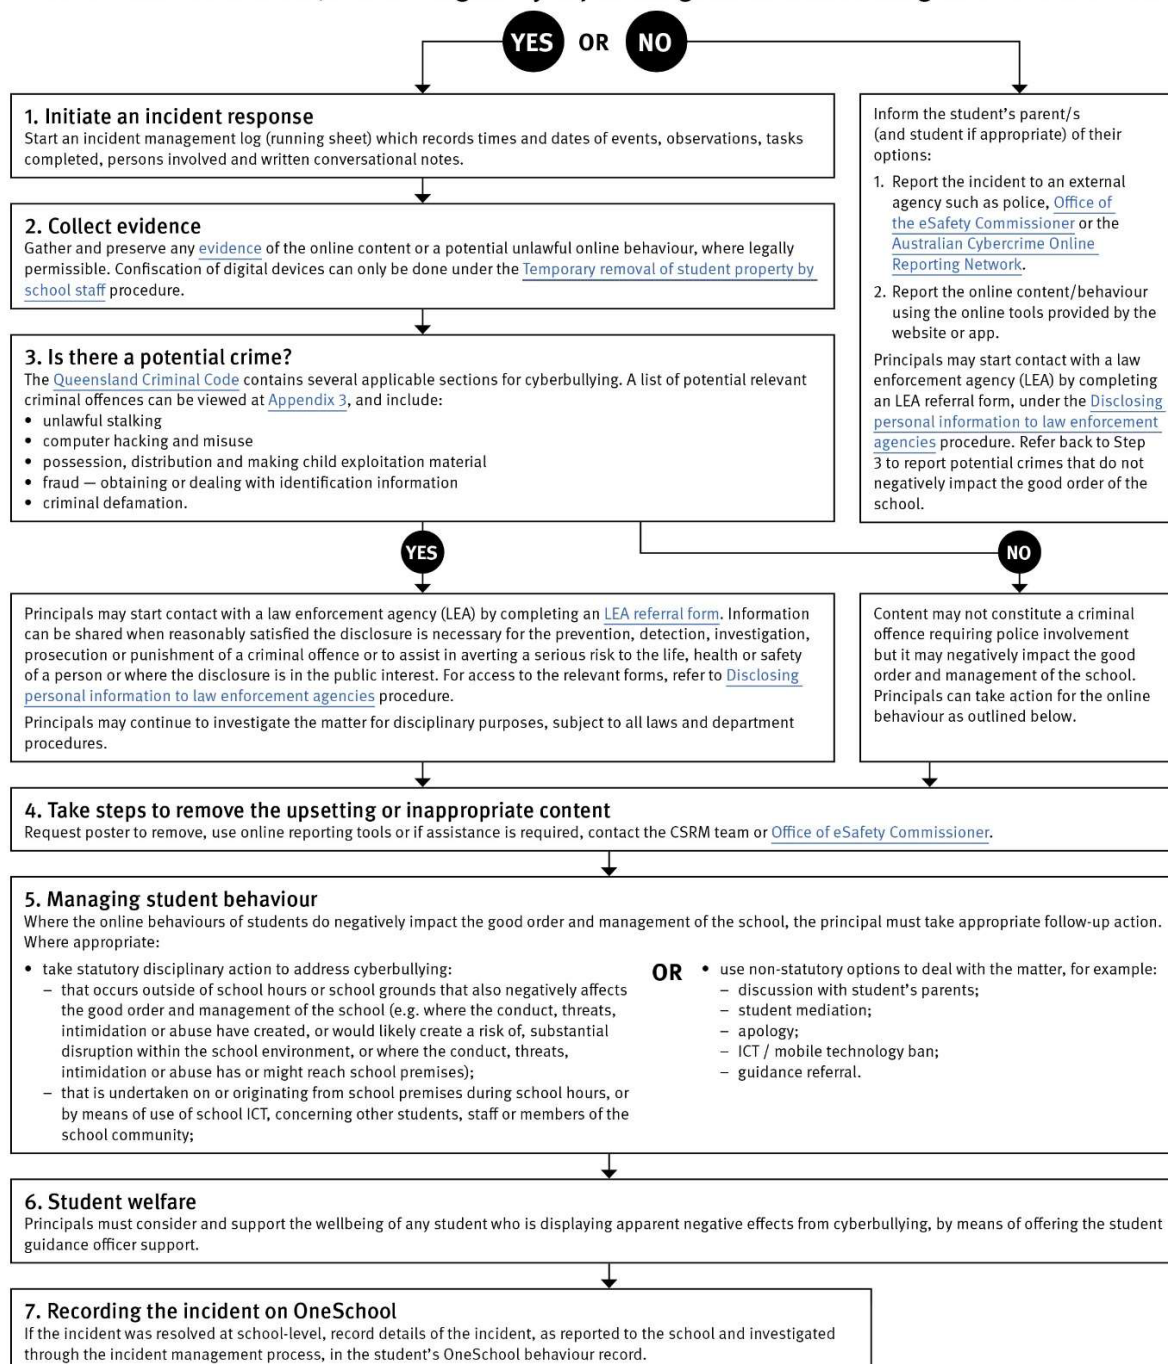 YES OR NO
1. Initiate an incident response
Start an incident management log (running sheet) which records times and dates of events, observations, tasks
completed, persons involved and written conversational notes.
Inform the student's parent/s
(and student if appropriate) of their
options:
1. Report the incident to an external
agency such as police, Office of
the eSafety Commissioner or the
Australian Cybercrime Online
Reporting Network.
2. Report the online content/behaviour
using the online tools provided by the
website or app.
Principals may start contact with a law
enforcement agency (LEA) by completing
an LEA referral form, under the Disclosing
personal information to law enforcement
agencies procedure. Refer back to Step
3 to report potential crimes that do not
negatively impact the good order of the
school.
2. Collect evidence
Gather and preserve any evidence of the online content or a potential unlawful online behaviour, where legally
permissible. Confiscation of digital devices can only be done under the Temporary removal of student property by
school staff procedure.
3. Is there a potential crime?
The Queensland Criminal Code contains several applicable sections for cyberbullying. A list of potential relevant
criminal offences can be viewed at Appendix 3, and include:
• unlawful stalking
• computer hacking and misuse
• possession, distribution and making child exploitation material
• fraud — obtaining or dealing with identification information
• criminal defamation.
YES
NO
Principals may start contact with a law enforcement agency (LEA) by completing an LEA referral form. Information
can be shared when reasonably satisfied the disclosure is necessary for the prevention, detection, investigation,
prosecution or punishment of a criminal offence or to assist in averting a serious risk to the life, health or safety
of a person or where the disclosure is in the public interest. For access to the relevant forms, refer to Disclosing
personal information to law enforcement agencies procedure.
Principals may continue to investigate the matter for disciplinary purposes, subject to all laws and department
procedures.
Content may not constitute a criminal
offence requiring police involvement
but it may negatively impact the good
order and management of the school.
Principals can take action for the online
behaviour as outlined below.
4. Take steps to remove the upsetting or inappropriate content
Request poster to remove, use online reporting tools or if assistance is required, contact the CSRM team or Office of eSafety Commissioner.
5. Managing student behaviour
Where the online behaviours of students do negatively impact the good order and management of the school, the principal must take appropriate follow-up action.
Where appropriate:
• take statutory disciplinary action to address cyberbullying:
– that occurs outside of school hours or school grounds that also negatively affects
the good order and management of the school (e.g. where the conduct, threats,
intimidation or abuse have created, or would likely create a risk of, substantial
disruption within the school environment, or where the conduct, threats,
intimidation or abuse has or might reach school premises);
– that is undertaken on or originating from school premises during school hours, or
by means of use of school ICT, concerning other students, staff or members of the
school community;
OR
• use non-statutory options to deal with the matter, for example:
– discussion with student's parents;
– student mediation;
– apology;
– ICT / mobile technology ban;
– guidance referral.
6. Student welfare
Principals must consider and support the wellbeing of any student who is displaying apparent negative effects from cyberbullying, by means of offering the student
guidance officer support.
7. Recording the incident on OneSchool
If the incident was resolved at school-level, record details of the incident, as reported to the school and investigated
through the incident management process, in the student's OneSchool behaviour record.